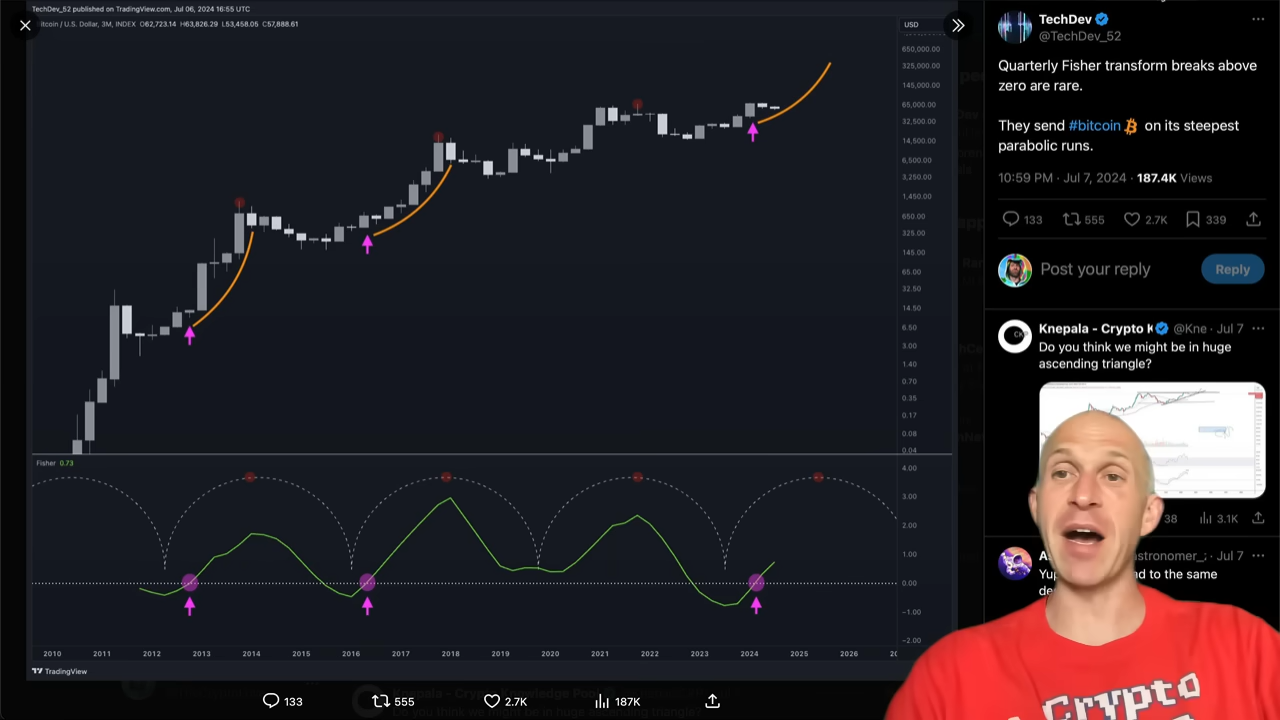 TechDev_52 published on TradingView.com, Jul 06, 2024 16:55 UTC
itcoin / U.S. Dollar, 3M, INDEX O62,723.14 H63,826.29 L53,458.05 C57,888.61
USD
650,000.00
325,000.00
145,000.00
65,000.00
32,500.00
14,500.00
6,500.00
3,250.00
1,450.00
650.00
325.00
145.00
65.00
32.50
14.50
6.50
3.00
1.40
0.70
0.35
0.17
0.08
0.04
Fisher 0.73
4.00
3.00
2.00
1.00
0.00
-1.00
-2.00
2010 2011 2012 2013 2014 2015 2016 2017 2018 2019 2020 2021 2022 2023 2024 2025 2026 20
TradingView
133 555 2.7K 187K
TechDev
@TechDev_52
Quarterly Fisher transform breaks above
zero are rare.
They send #bitcoin on its steepest
parabolic runs.
10:59 PM · Jul 7, 2024 · 187.4K Views
133 555 2.7K 339
Post your reply
Reply
Knepala - Crypto K @Kne · Jul 7
Do you think we might be in huge
ascending triangle?
38 3.1K
astronomer_ · Jul 7
d to the same
Crypto